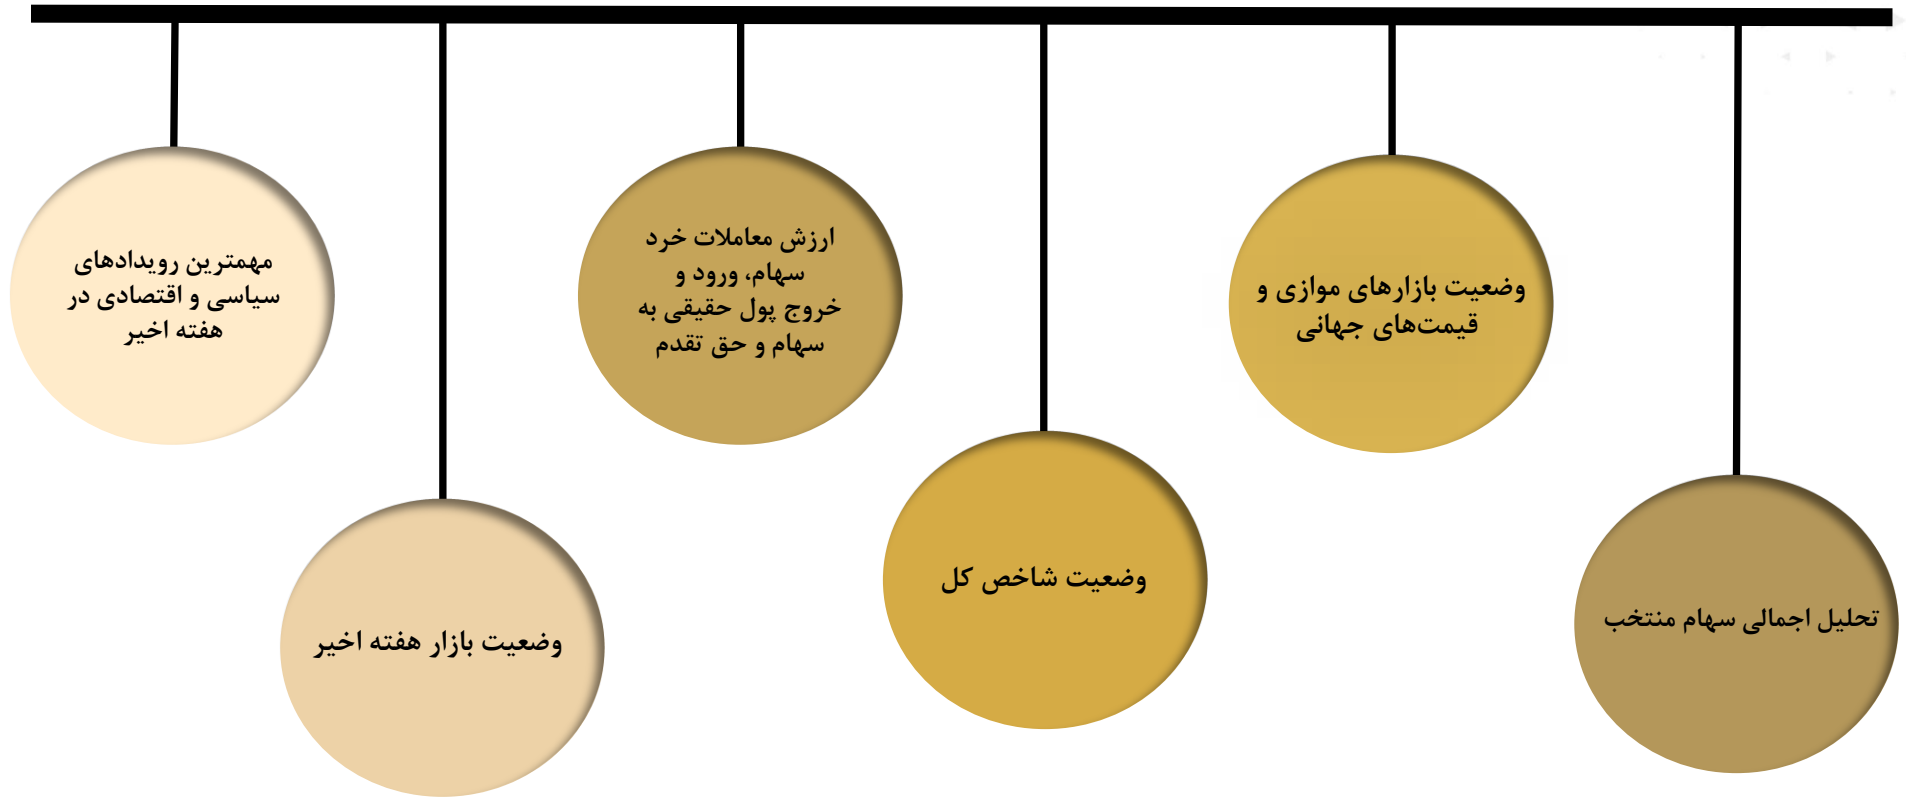 مهمترین رویدادهای
سیاسی و اقتصادی در
هفته اخیر
وضعیت بازار هفته اخیر
ارزش معاملات خرد
سهام، ورود و
خروج پول حقیقی به
سهام و حق تقدم
وضعیت شاخص کل
وضعیت بازارهای موازی و
قیمت‌های جهانی
تحلیل اجمالی سهام منتخب